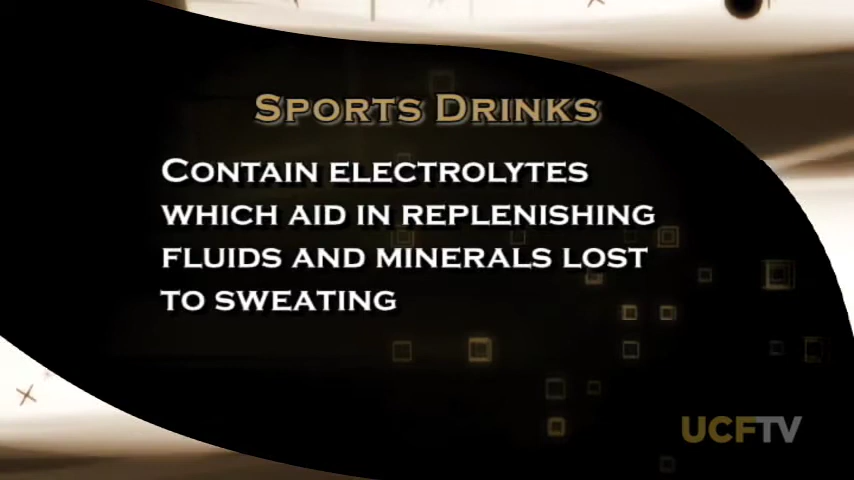 Sports Drinks
Contain electrolytes
which aid in replenishing
fluids and minerals lost
to sweating
UCFTV